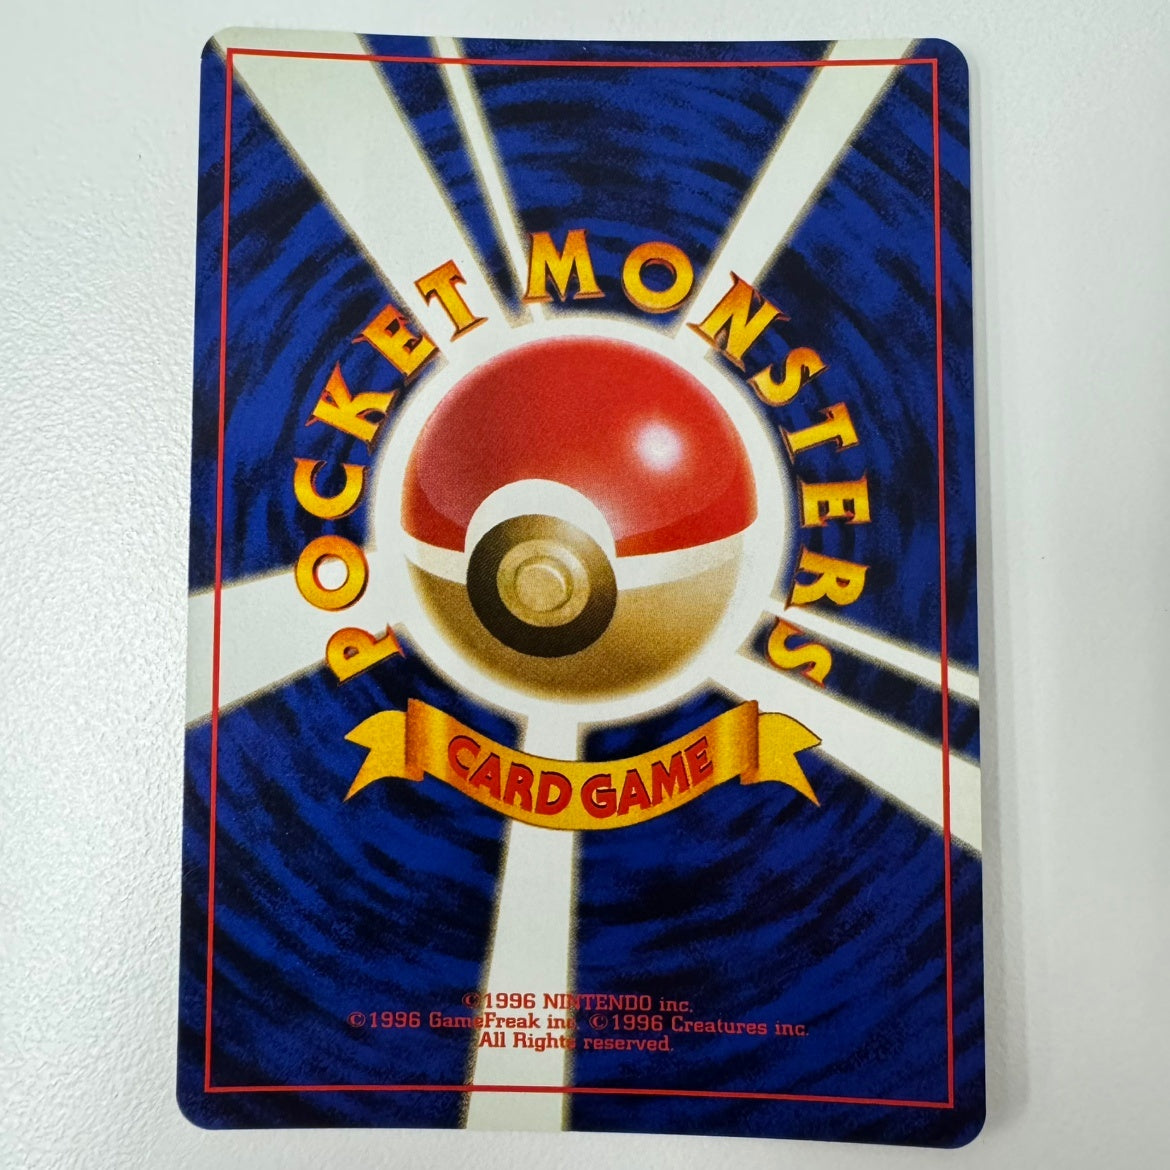 POCKET MONSTERS
CARD GAME
©1996 NINTENDO inc.
©1996 GameFreak inc. ©1996 Creatures inc.
All Rights reserved.